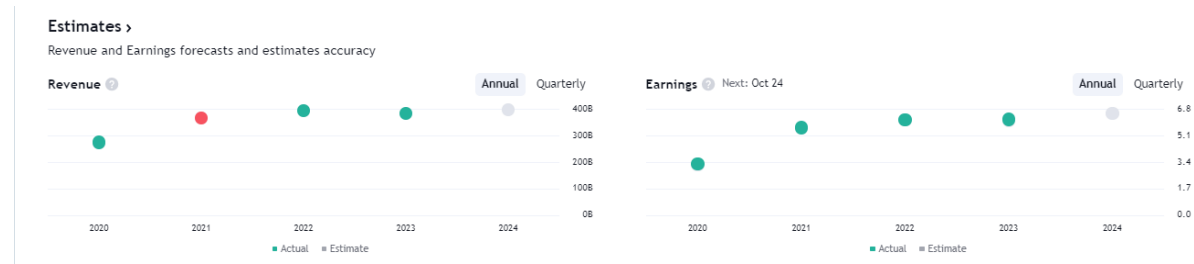 Estimates ›
Revenue and Earnings forecasts and estimates accuracy
Revenue ? Annual Quarterly
400B
300B
200B
100B
0B
2020 2021 2022 2023 2024
Actual Estimate
Earnings ? Next: Oct 24 Annual Quarterly
6.8
5.1
3.4
1.7
0.0
2020 2021 2022 2023 2024
Actual Estimate